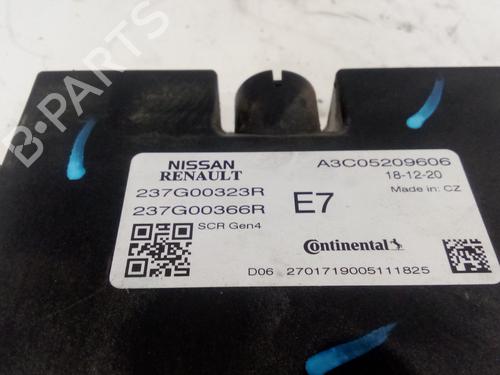 NISSAN
RENAULT
237G00323R
237G00366R
SCR Gen4
E7
A3C05209606
18-12-20
Made in: CZ
Continental
D06 2701719005111825
B-PARTS